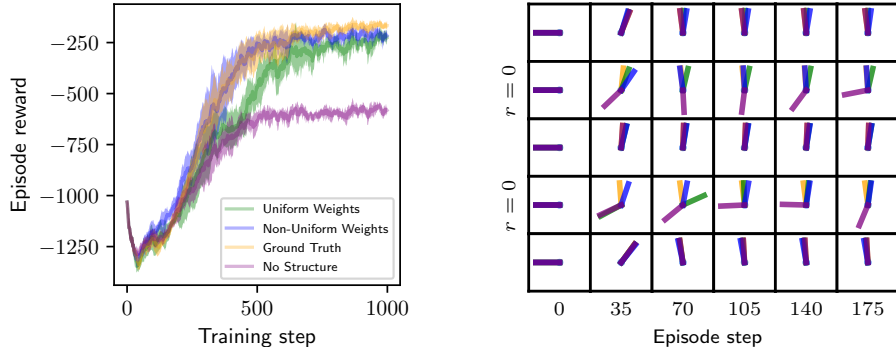 Episode reward
−250
−500
−750
−1000
−1250
0
500
1000
Training step
Uniform Weights
Non-Uniform Weights
Ground Truth
No Structure
r = 0
r = 0
0
35
70
105
140
175
Episode step